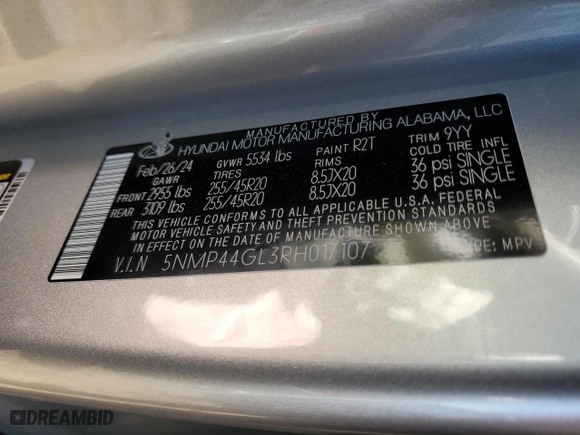 MANUFACTURED BY
HYUNDAI MOTOR MANUFACTURING ALABAMA, LLC
Feb/26/24 GVWR 5534 lbs PAINT R2T TRIM 9YY
GAWR TIRES RIMS COLD TIRE INFL
FRONT 2955 lbs 255/45R20 8.5JX20 36 psi SINGLE
REAR 3109 lbs 255/45R20 8.5JX20 36 psi SINGLE
THIS VEHICLE CONFORMS TO ALL APPLICABLE U.S.A. FEDERAL
MOTOR VEHICLE SAFETY AND THEFT PREVENTION STANDARDS
IN EFFECT ON THE DATE OF MANUFACTURE SHOWN ABOVE
V.I.N 5NMP44GL3RH017107 TYPE: MPV
DREAMBID